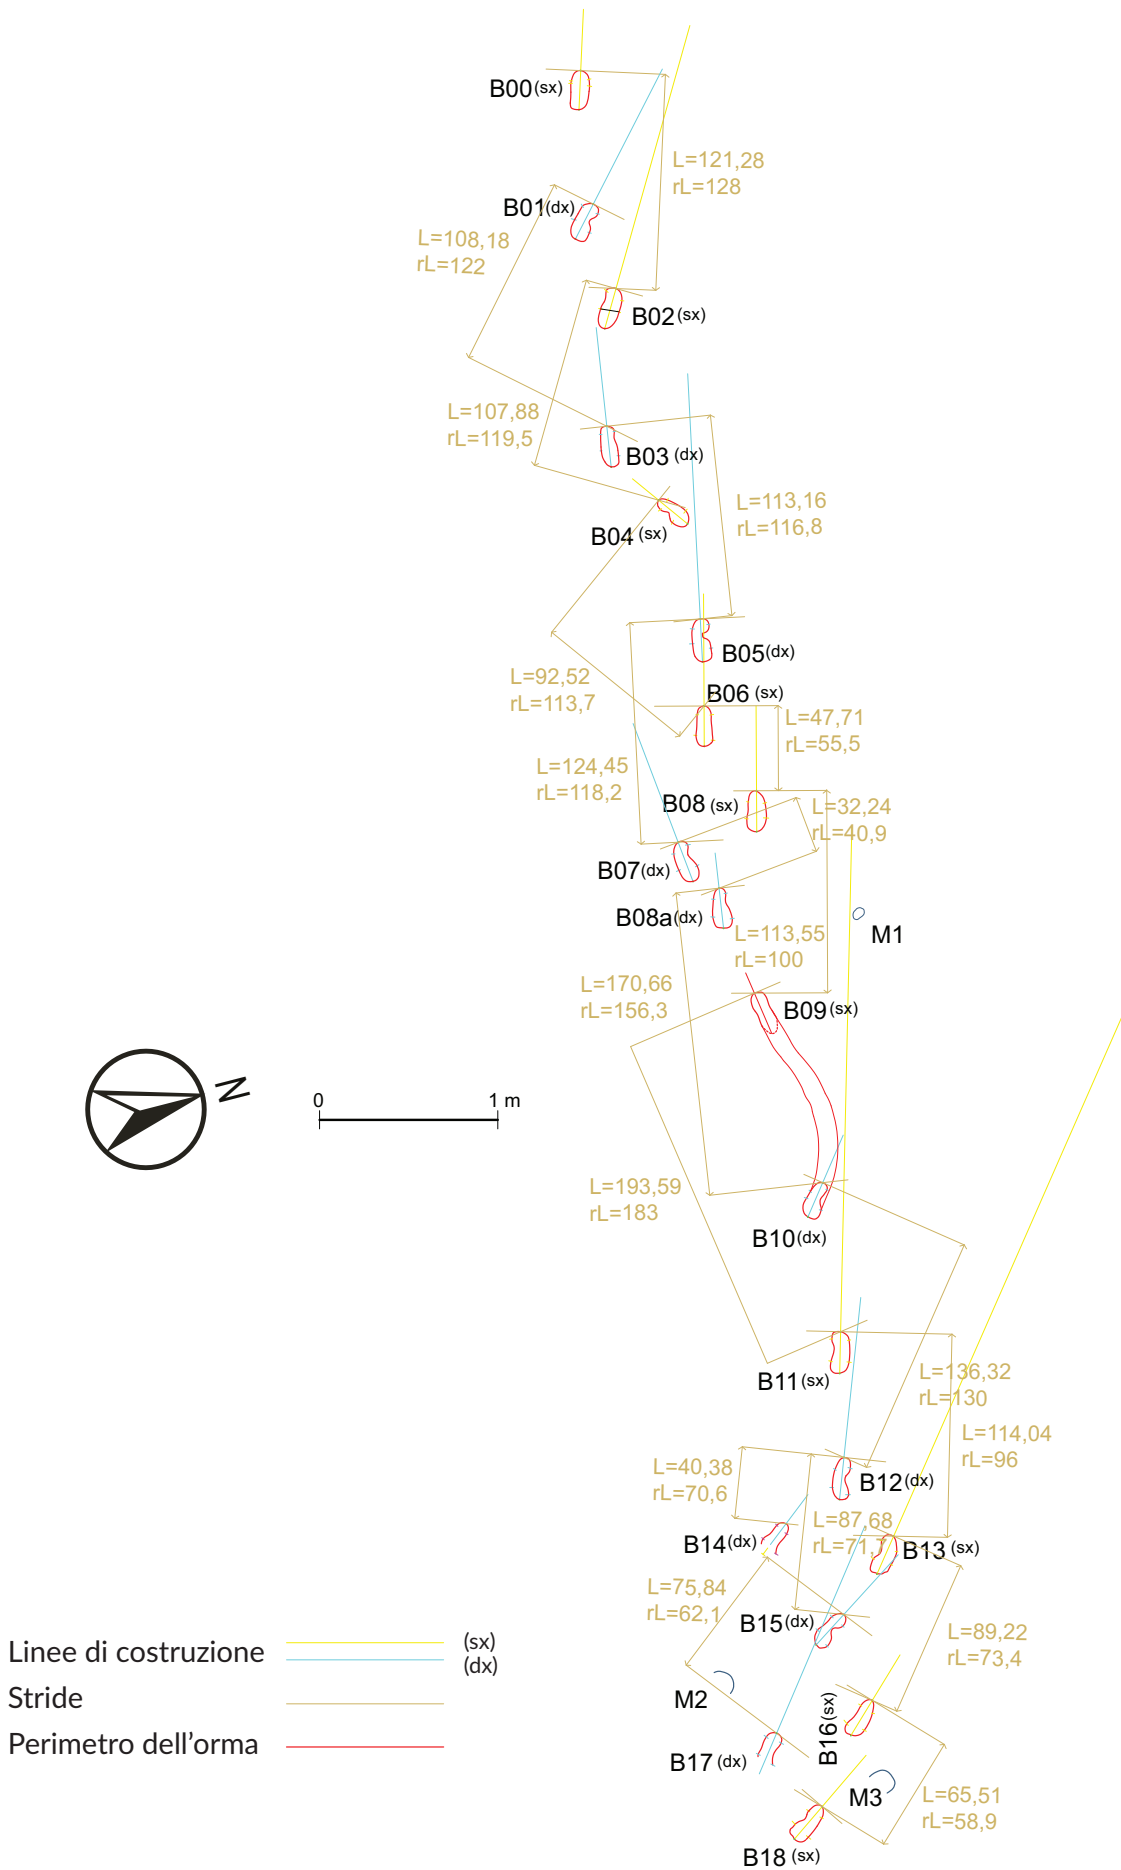 B00(sx)
L=121,28
rL=128
B01(dx)
L=108,18
rL=122
B02(sx)
L=107,88
rL=119,5
B03 (dx)
L=113,16
rL=116,8
B04 (sx)
B05(dx)
L=92,52
rL=113,7
B06 (sx)
L=47,71
rL=55,5
L=124,45
rL=118,2
B08 (sx)
L=32,24
rL=40,9
B07(dx)
B08a(dx)
M1
L=113,55
rL=100
L=170,66
rL=156,3
B09(sx)
N
0 1 m
L=193,59
rL=183
B10(dx)
B11(sx)
L=136,32
rL=130
L=114,04
rL=96
L=40,38
rL=70,6
B12(dx)
L=87,68
rL=71,7
B14(dx)
B13(sx)
L=75,84
rL=62,1
B15(dx)
L=89,22
rL=73,4
M2
B16(sx)
B17(dx)
M3
L=65,51
rL=58,9
B18(sx)
Linee di costruzione (sx)
(dx)
Stride
Perimetro dell’orma